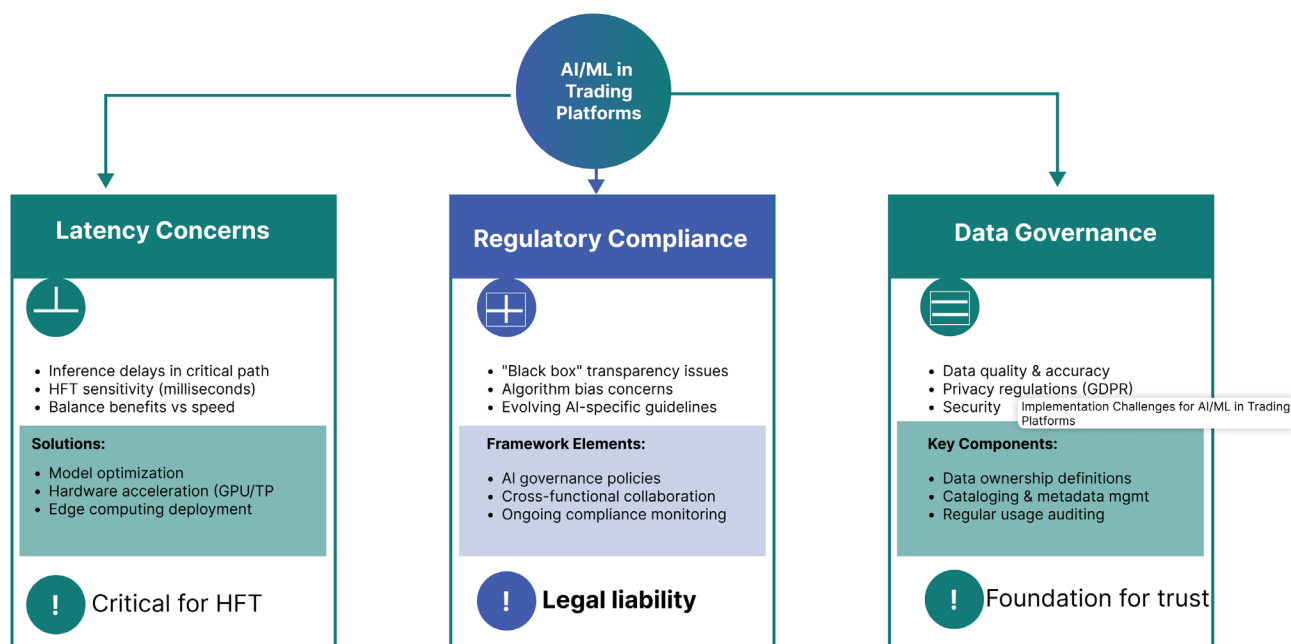 AI/ML in
Trading
Platforms
Latency Concerns
• Inference delays in critical path
• HFT sensitivity (milliseconds)
• Balance benefits vs speed
Solutions:
• Model optimization
• Hardware acceleration (GPU/TP
• Edge computing deployment
! Critical for HFT
Regulatory Compliance
• "Black box" transparency issues
• Algorithm bias concerns
• Evolving AI-specific guidelines
Framework Elements:
• AI governance policies
• Cross-functional collaboration
• Ongoing compliance monitoring
! Legal liability
Data Governance
• Data quality & accuracy
• Privacy regulations (GDPR)
• Security
Implementation Challenges for AI/ML in Trading
Platforms
Key Components:
• Data ownership definitions
• Cataloging & metadata mgmt
• Regular usage auditing
! Foundation for trust